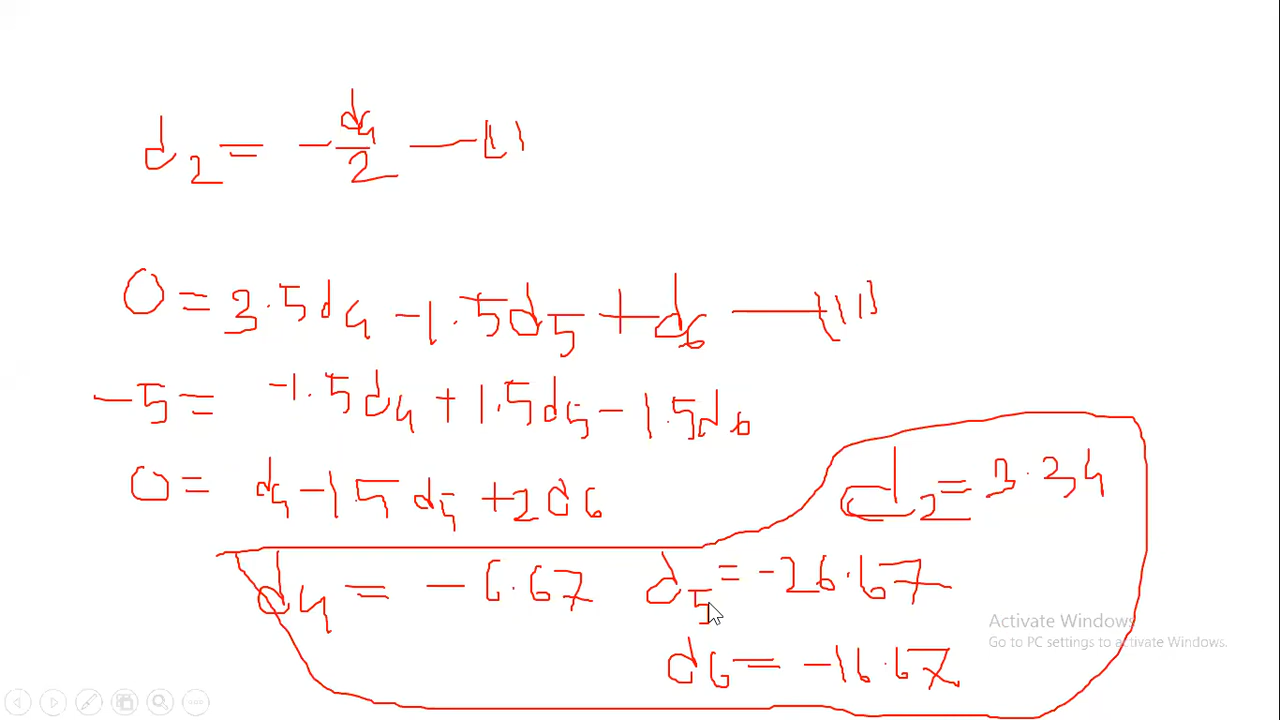 d2 = - d4/2 — (1)
0 = 3.5d4 - 1.5d5 + d6 — (11)
-5 = -1.5d4 + 1.5d5 - 1.5d6
0 = d4 - 1.5d5 + 2d6
d2 = 3.34
d4 = - 6.67 d5 = -26.67
d6 = -16.67
Activate Windows
Go to PC settings to activate Windows.